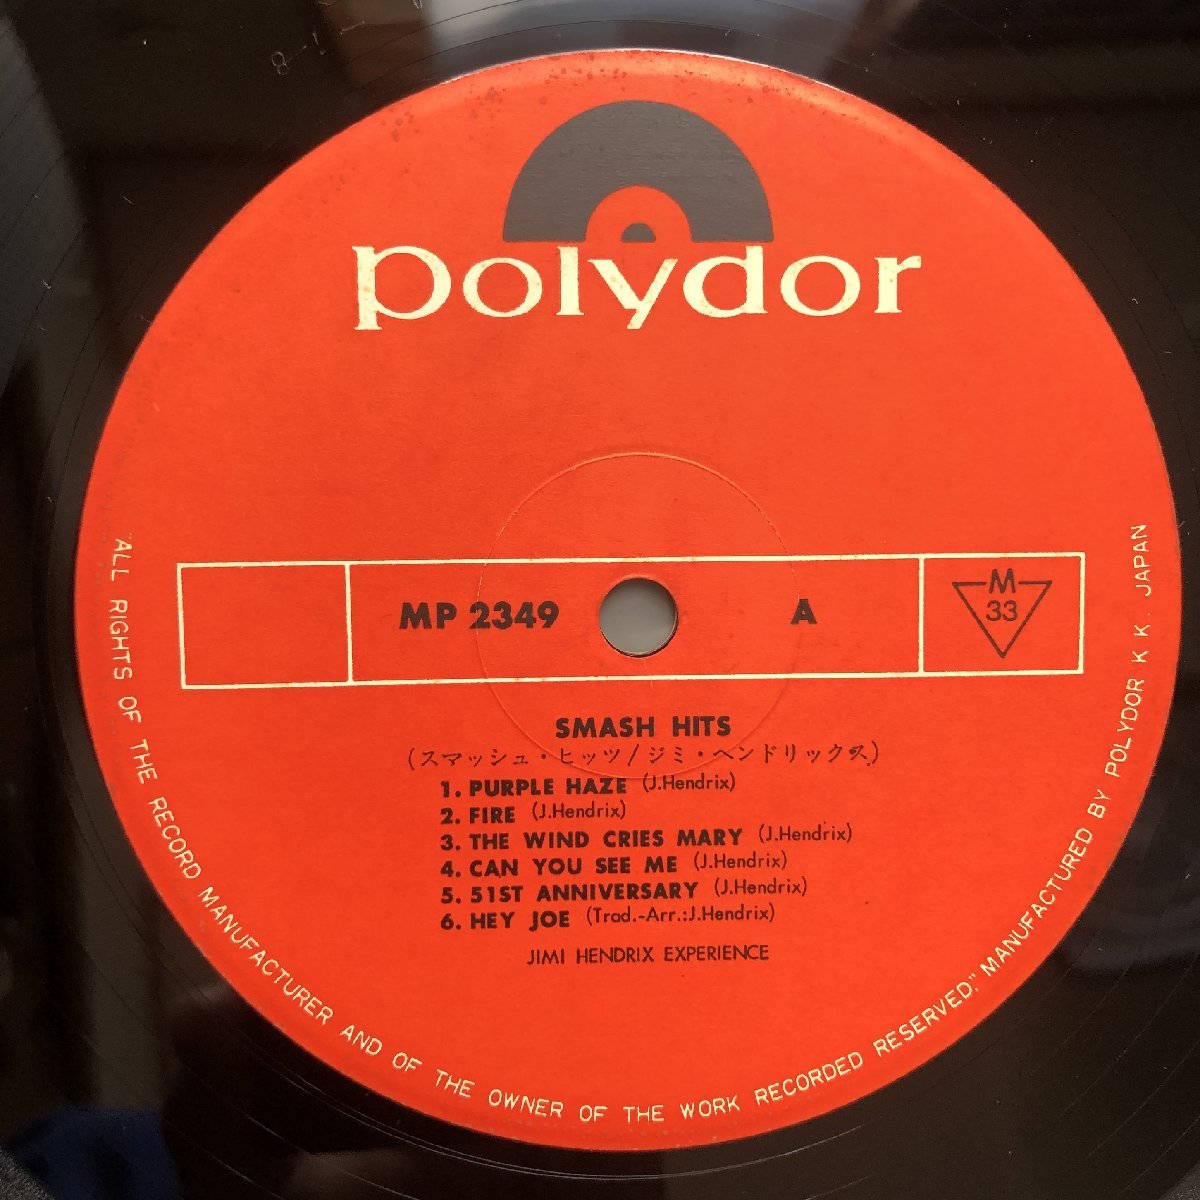 polydor
MP 2349
A
M
33
SMASH HITS
(スマッシュ・ヒッツ/ジミ・ヘンドリックス)
1. PURPLE HAZE (J.Hendrix)
2. FIRE (J.Hendrix)
3. THE WIND CRIES MARY (J.Hendrix)
4. CAN YOU SEE ME (J.Hendrix)
5. 51ST ANNIVERSARY (J.Hendrix)
6. HEY JOE (Trad.-Arr.:J.Hendrix)
JIMI HENDRIX EXPERIENCE
"ALL RIGHTS OF THE RECORD MANUFACTURER AND OF THE OWNER OF THE WORK RECORDED RESERVED," MANUFACTURED BY POLYDOR K K. JAPAN